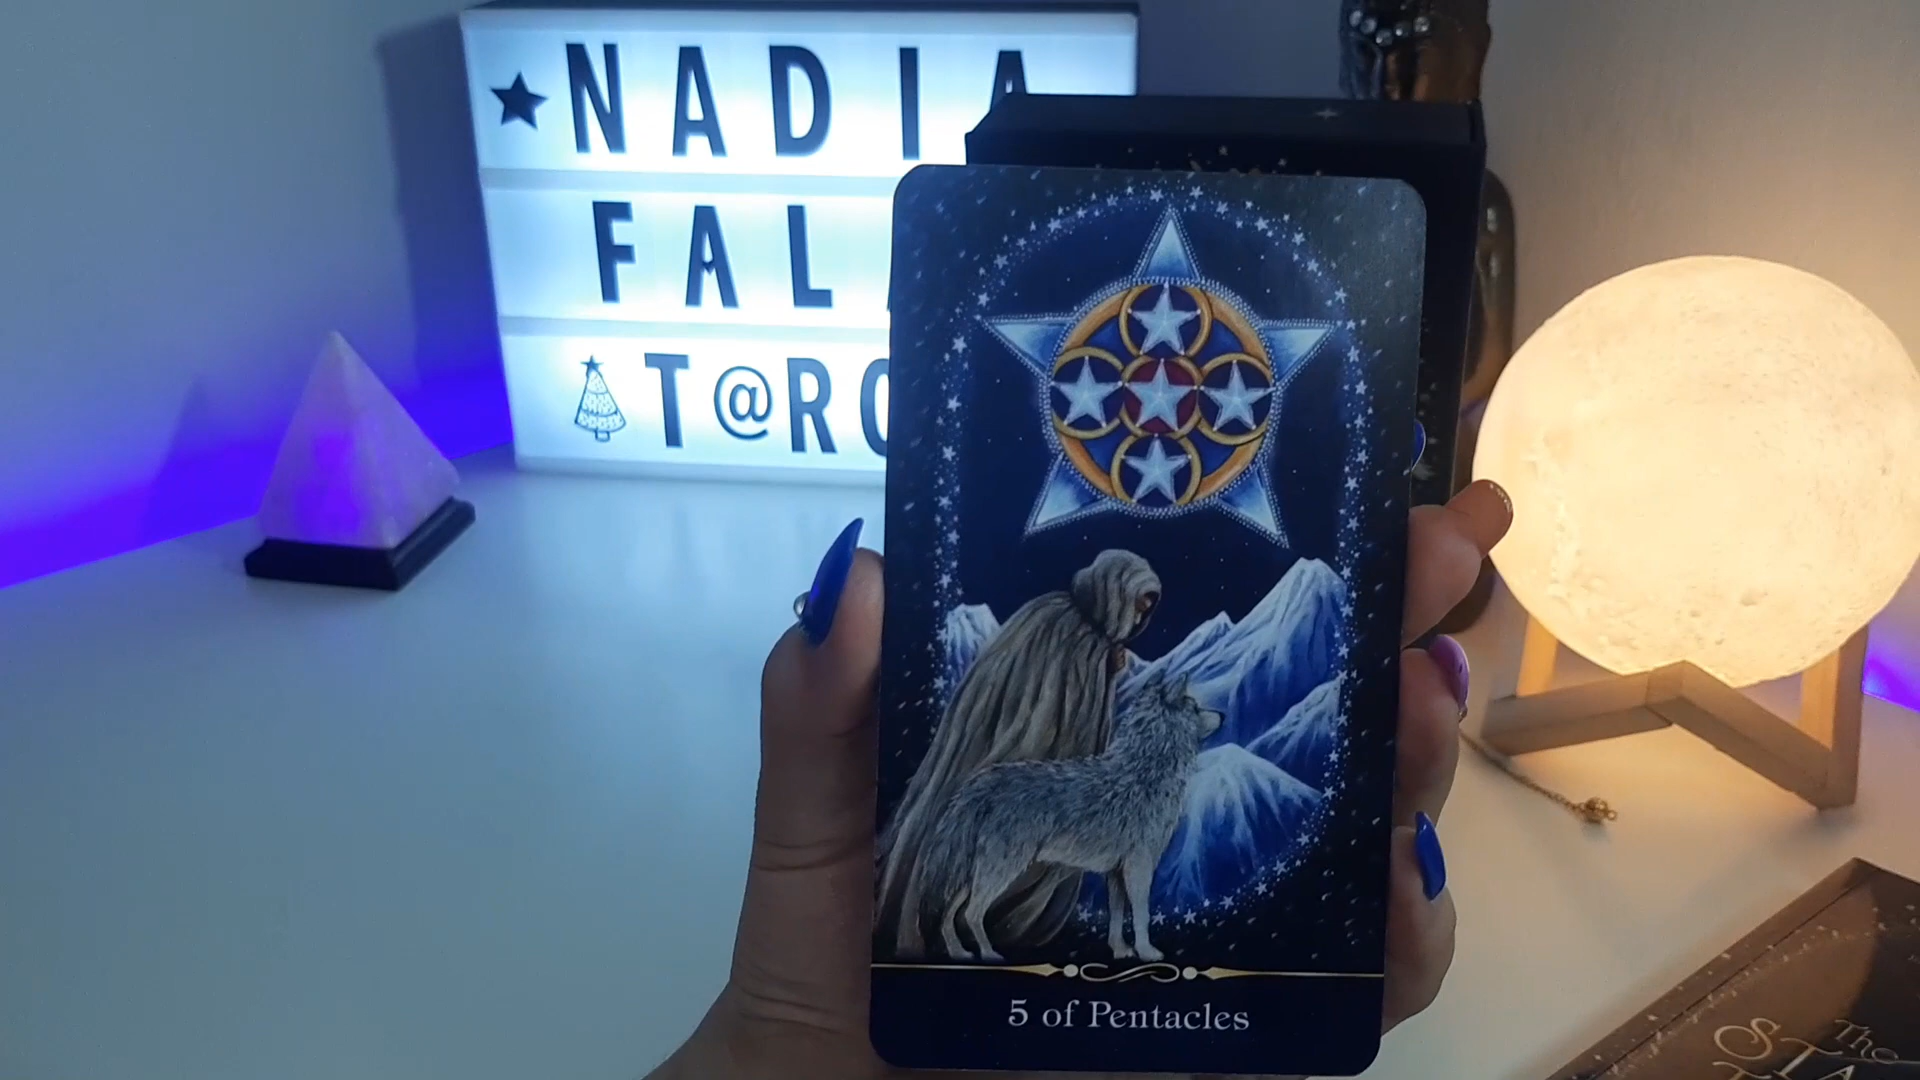 NADIA
FAL
T@RO
5 of Pentacles
The